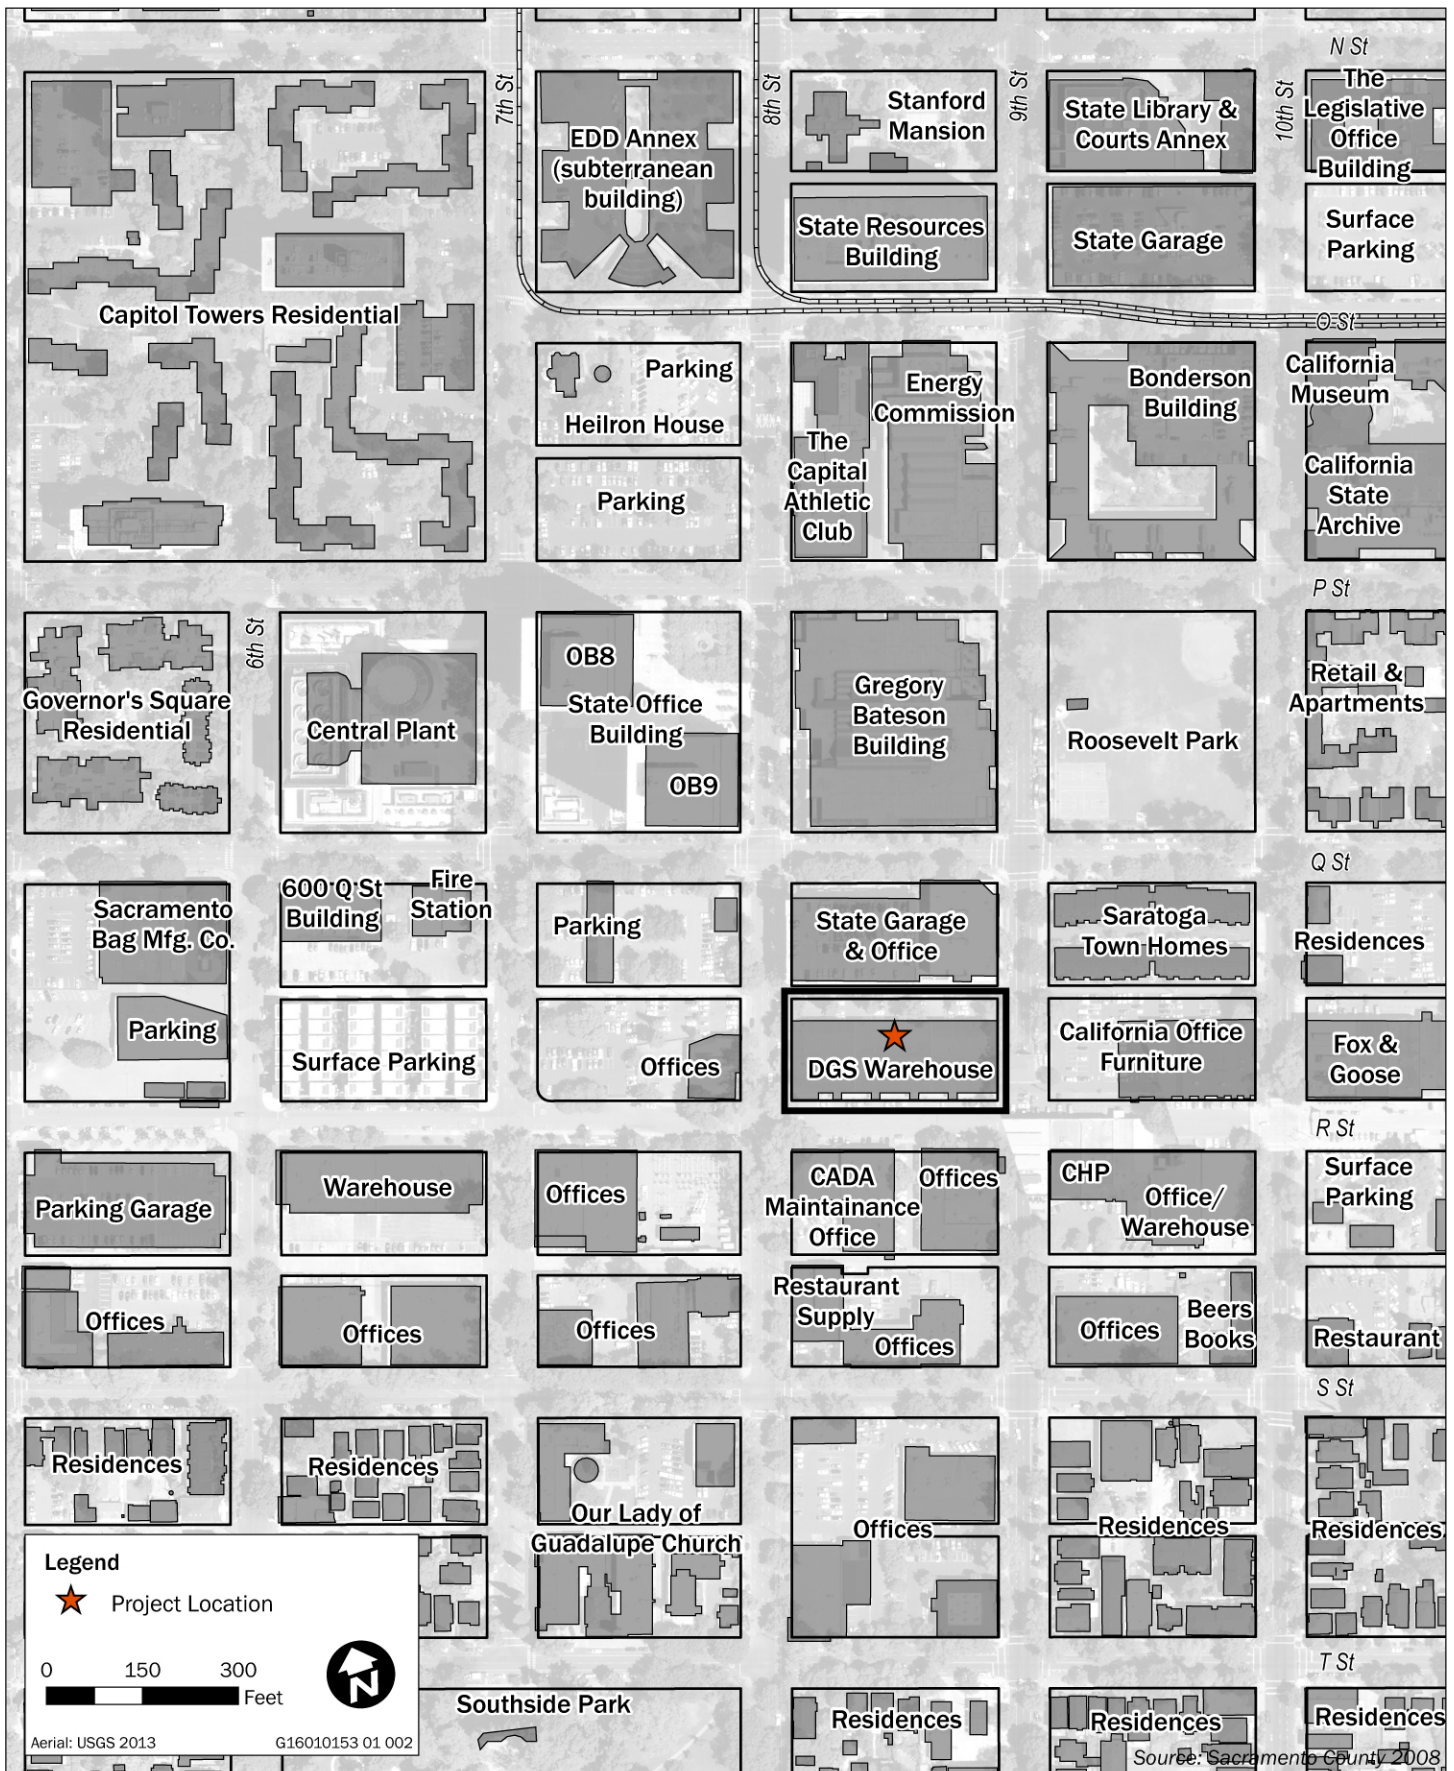 N St
7th St
8th St
9th St
10th St
EDD Annex
(subterranean
building)
Stanford
Mansion
State Library &
Courts Annex
The
Legislative
Office
Building
State Resources
Building
State Garage
Surface
Parking
Capitol Towers Residential
O St
Parking
Heilron House
Parking
The
Capital
Athletic
Club
Energy
Commission
Bonderson
Building
California
Museum
California
State
Archive
P St
6th St
Governor's Square
Residential
Central Plant
OB8
State Office
Building
OB9
Gregory
Bateson
Building
Roosevelt Park
Retail &
Apartments
Q St
Sacramento
Bag Mfg. Co.
600 Q St
Building
Fire
Station
Parking
State Garage
& Office
Saratoga
Town Homes
Residences
Parking
Surface Parking
Offices
DGS Warehouse
California Office
Furniture
Fox &
Goose
R St
Parking Garage
Warehouse
Offices
CADA
Maintainance
Office
Offices
CHP
Office/
Warehouse
Surface
Parking
Offices
Offices
Offices
Restaurant
Supply
Offices
Offices
Beers
Books
Restaurant
S St
Residences
Residences
Our Lady of
Guadalupe Church
Offices
Residences
Residences
T St
Southside Park
Residences
Residences
Residences
Legend
Project Location
0 150 300
Feet
N
Aerial: USGS 2013
G16010153 01 002
Source: Sacramento County 2008